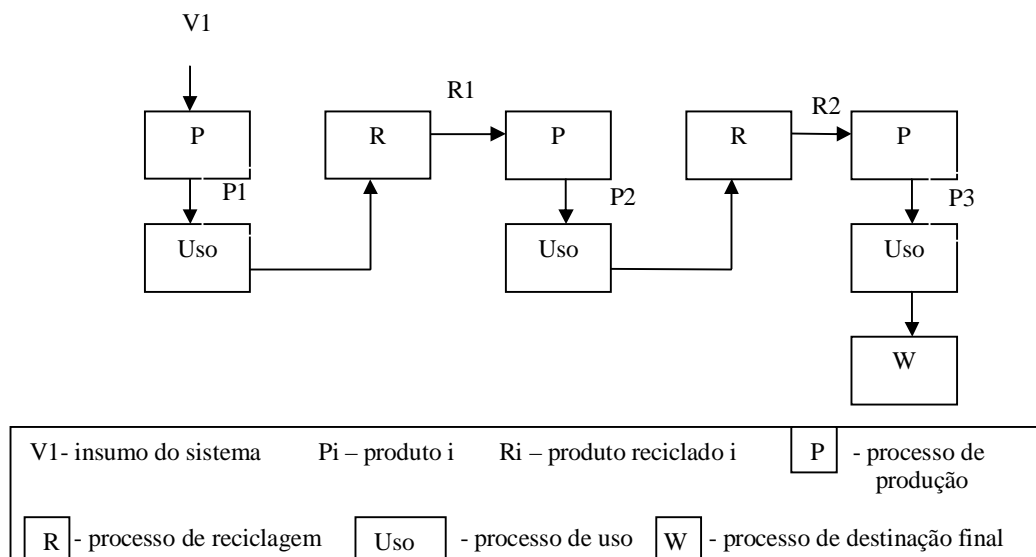 V1
R1
R2
P
R
P
R
P
P1
P2
P3
Uso
Uso
Uso
W
V1- insumo do sistema
Pi – produto i
Ri – produto reciclado i
P - processo de
produção
R - processo de reciclagem
Uso - processo de uso
W - processo de destinação final